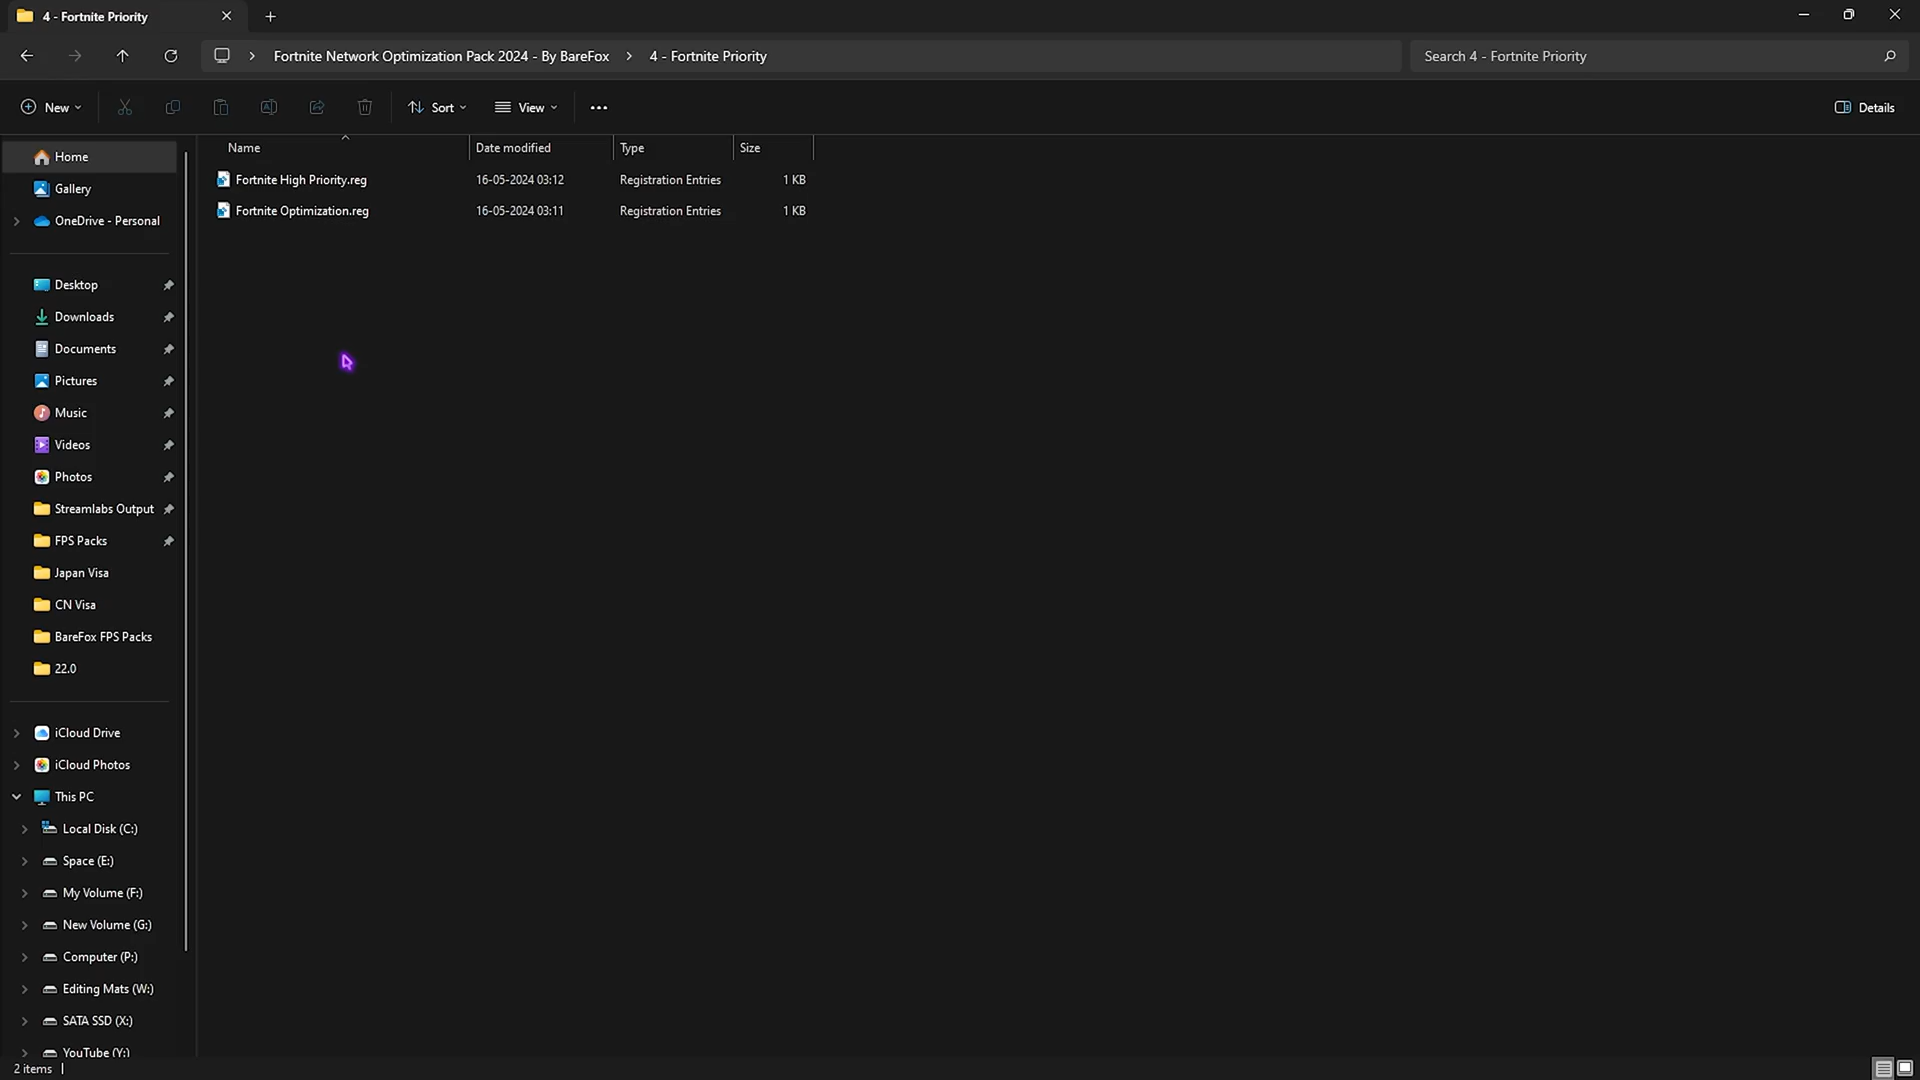 4 - Fortnite Priority
Fortnite Network Optimization Pack 2024 - By BareFox > 4 - Fortnite Priority
Search 4 - Fortnite Priority
New Sort View ... Details
Name Date modified Type Size
Fortnite High Priority.reg 16-05-2024 03:12 Registration Entries 1 KB
Fortnite Optimization.reg 16-05-2024 03:11 Registration Entries 1 KB
Home
Gallery
OneDrive - Personal
Desktop
Downloads
Documents
Pictures
Music
Videos
Photos
Streamlabs Output
FPS Packs
Japan Visa
CN Visa
BareFox FPS Packs
22.0
iCloud Drive
iCloud Photos
This PC
Local Disk (C:)
Space (E:)
My Volume (F:)
New Volume (G:)
Computer (P:)
Editing Mats (W:)
SATA SSD (X:)
YouTube (Y:)
2 items